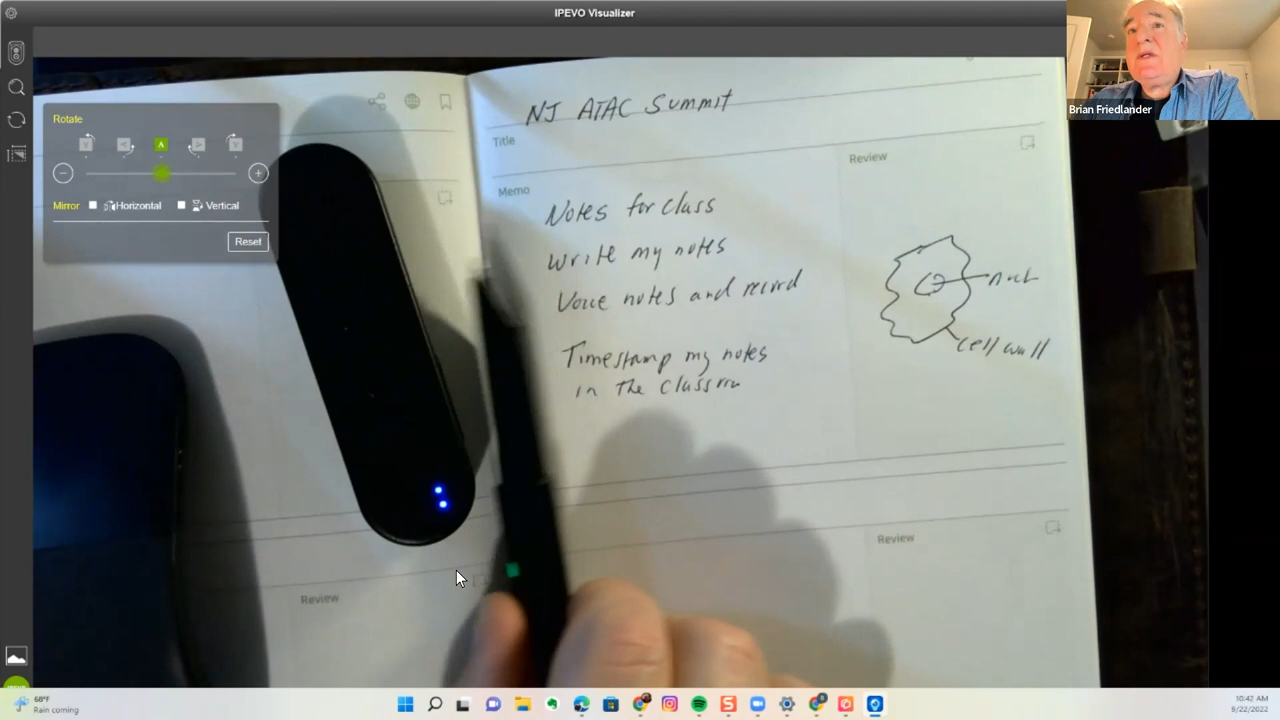 IPEVO Visualizer
Brian Friedlander
Rotate
Mirror
Horizontal
Vertical
Reset
NJ ATAC Summit
Title
Memo
Review
Notes for class
Write my notes
Voice notes and record
Timestamp my notes
in the
cell wall
Review
Review
68°F
Rain coming
10:42 AM
8/22/2022